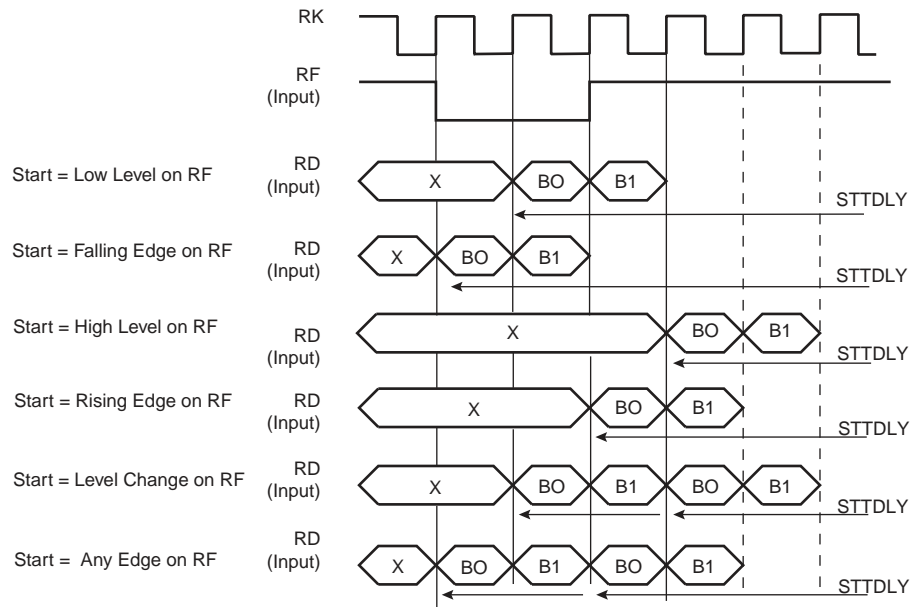 RK
RF
(Input)
Start = Low Level on RF
RD
(Input)
X
BO
B1
STTDLY
Start = Falling Edge on RF
RD
(Input)
X
BO
B1
STTDLY
Start = High Level on RF
RD
(Input)
X
BO
B1
STTDLY
Start = Rising Edge on RF
RD
(Input)
X
BO
B1
STTDLY
Start = Level Change on RF
RD
(Input)
X
BO
B1
BO
B1
STTDLY
Start = Any Edge on RF
RD
(Input)
X
BO
B1
BO
B1
STTDLY